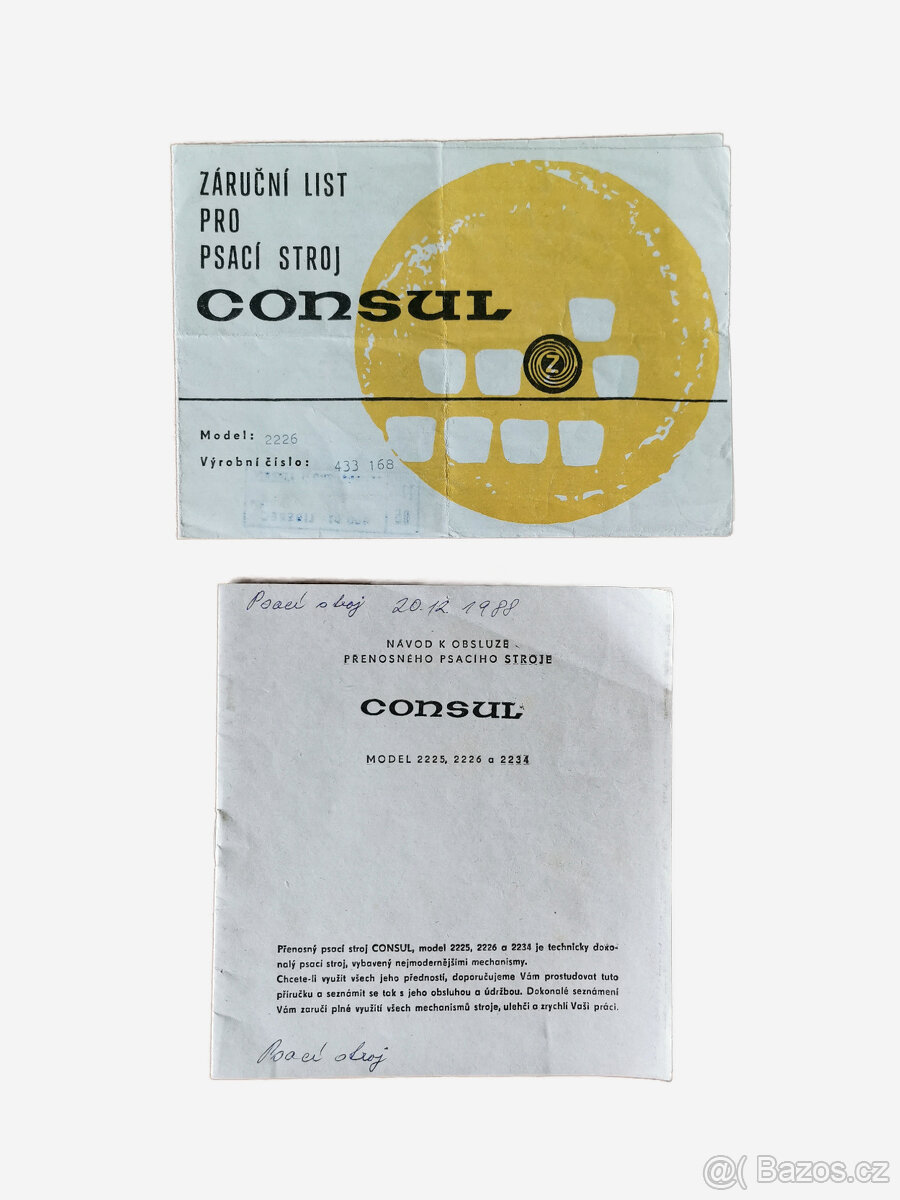 ZÁRUČNÍ LIST
PRO
PSACÍ STROJ
CONSUL
Z
Model: 2226
Výrobní číslo: 433 168
Psací stroj 20.12.1988
NÁVOD K OBSLUZE
PŘENOSNÉHO PSACÍHO STROJE
CONSUL
MODEL 2225, 2226 a 2234
Přenosný psací stroj CONSUL, model 2225, 2226 a 2234 je technicky doko-
nalý psací stroj, vybavený nejmodernějšími mechanismy.
Chcete-li využít všech jeho předností, doporučujeme Vám prostudovat tuto
příručku a seznámit se tak s jeho obsluhou a údržbou. Dokonalé seznámení
Vám zaručí plné využití všech mechanismů stroje, ulehčí a zrychlí Vaši práci.
Psací stroj
@( Bazos.cz